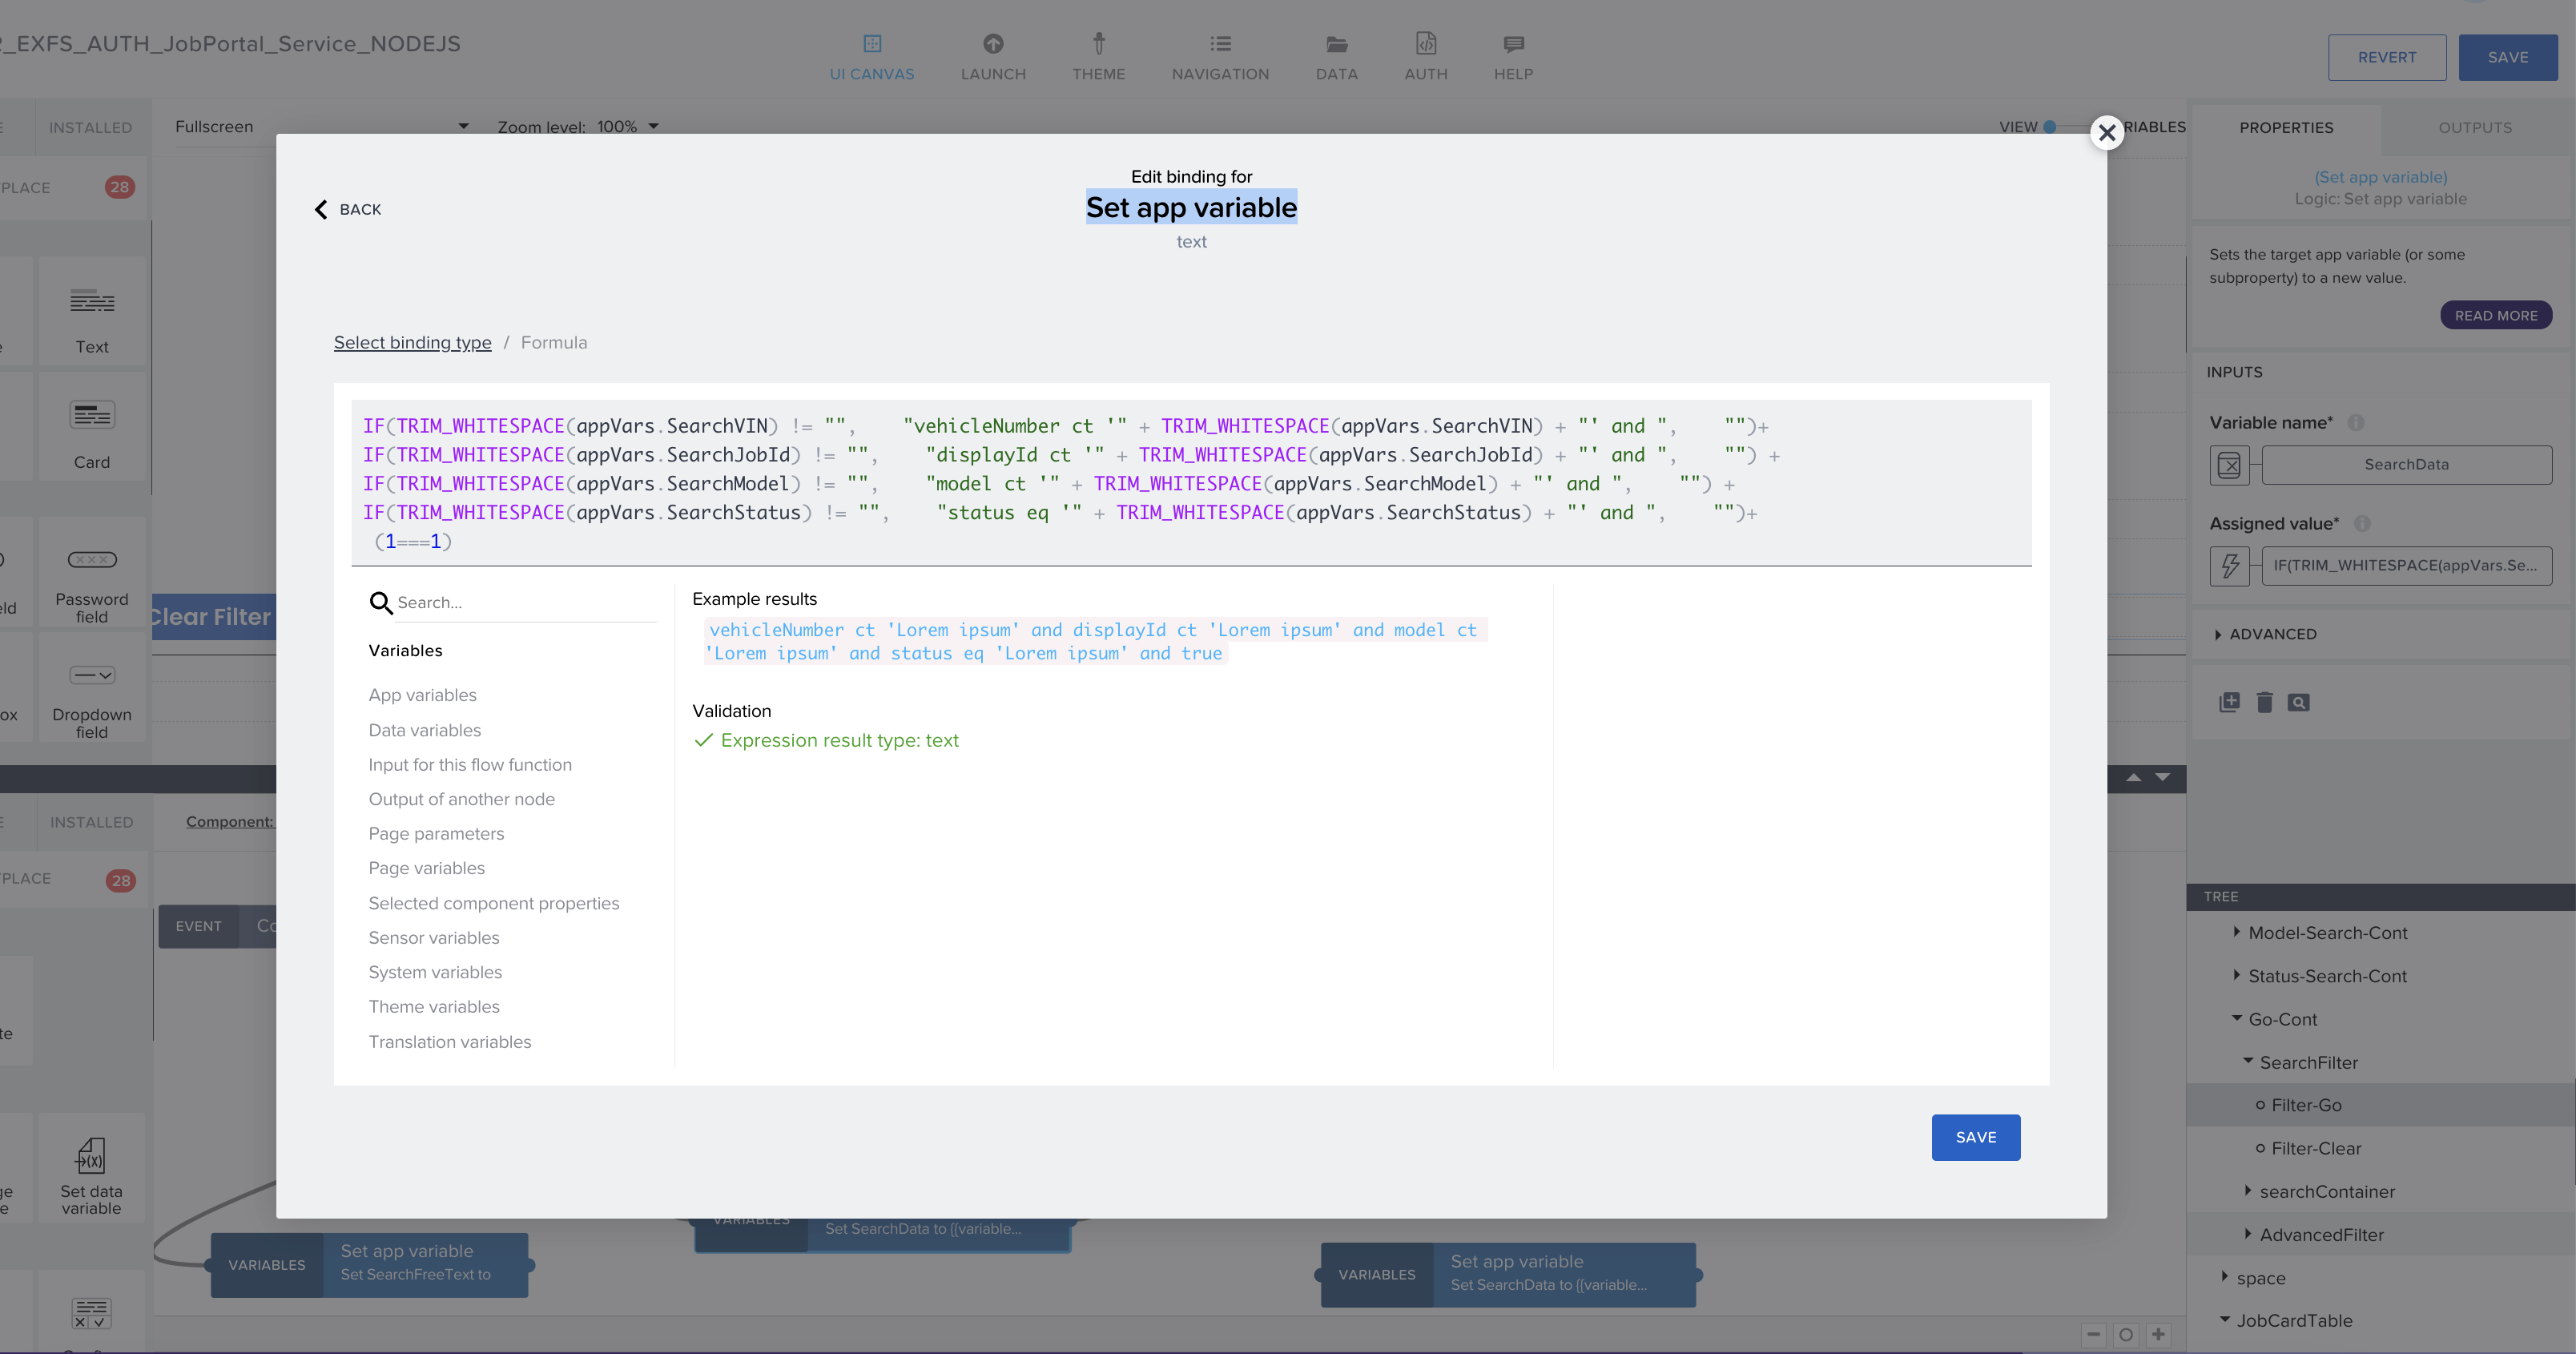 R_EXFS_AUTH_JobPortal_Service_NODEJS
UI CANVAS
LAUNCH
THEME
NAVIGATION
DATA
AUTH
HELP
REVERT
SAVE
INSTALLED
Fullscreen
Zoom level: 100%
VIEW
RIABLES
PROPERTIES
OUTPUTS
PLACE
28
Text
Card
Password
field
eld
Clear Filter
ox
Dropdown
field
Edit binding for
Set app variable
text
BACK
Select binding type / Formula
IF(TRIM_WHITESPACE(appVars.SearchVIN) != "",    "vehicleNumber ct '" + TRIM_WHITESPACE(appVars.SearchVIN) + "' and ",    "")+
IF(TRIM_WHITESPACE(appVars.SearchJobId) != "",    "displayId ct '" + TRIM_WHITESPACE(appVars.SearchJobId) + "' and ",    "") +
IF(TRIM_WHITESPACE(appVars.SearchModel) != "",    "model ct '" + TRIM_WHITESPACE(appVars.SearchModel) + "' and ",    "") +
IF(TRIM_WHITESPACE(appVars.SearchStatus) != "",    "status eq '" + TRIM_WHITESPACE(appVars.SearchStatus) + "' and ",    "")+
(1===1)
Search...
Variables
App variables
Data variables
Input for this flow function
Output of another node
Page parameters
Page variables
Selected component properties
Sensor variables
System variables
Theme variables
Translation variables
Example results
vehicleNumber ct 'Lorem ipsum' and displayId ct 'Lorem ipsum' and model ct
'Lorem ipsum' and status eq 'Lorem ipsum' and true
Validation
Expression result type: text
SAVE
(Set app variable)
Logic: Set app variable
Sets the target app variable (or some
subproperty) to a new value.
READ MORE
INPUTS
Variable name*
SearchData
Assigned value*
IF(TRIM_WHITESPACE(appVars.Se...
ADVANCED
TREE
Model-Search-Cont
Status-Search-Cont
Go-Cont
SearchFilter
Filter-Go
Filter-Clear
searchContainer
AdvancedFilter
space
JobCardTable
INSTALLED
Component:
PLACE
28
EVENT
Co
te
ge
e
Set data
variable
VARIABLES
Set app variable
Set SearchFreeText to
VARIABLES
Set SearchData to {{variable...
VARIABLES
Set app variable
Set SearchData to {{variable...